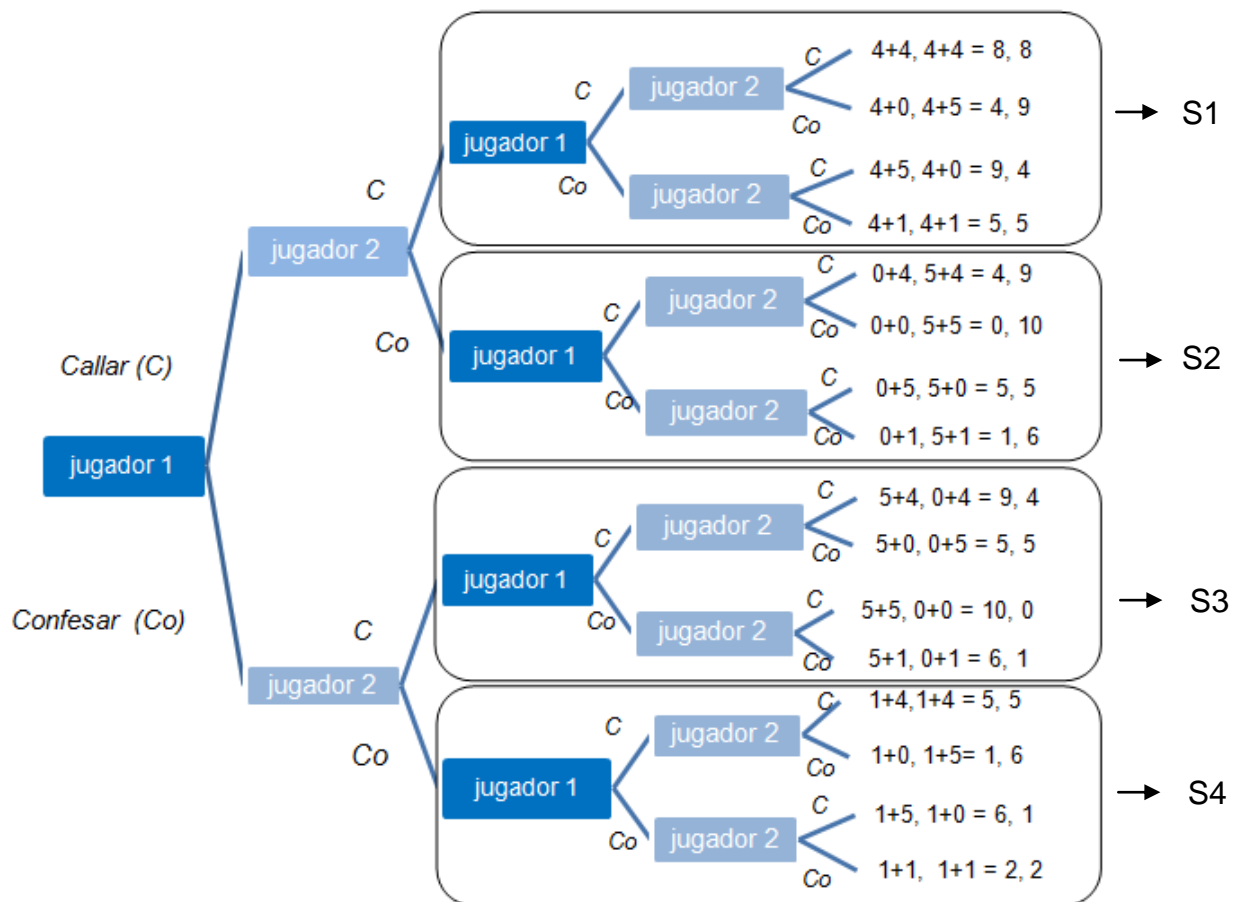 C
4+4, 4+4 = 8, 8
jugador 2
C
4+0, 4+5 = 4, 9
Co
S1
jugador 1
C
4+5, 4+0 = 9, 4
Co
jugador 2
C
Co
4+1, 4+1 = 5, 5
jugador 2
C
0+4, 5+4 = 4, 9
jugador 2
C
Co
0+0, 5+5 = 0, 10
Co
jugador 1
S2
Callar (C)
C
0+5, 5+0 = 5, 5
Co
jugador 2
Co
0+1, 5+1 = 1, 6
jugador 1
C
5+4, 0+4 = 9, 4
jugador 2
C
Co
5+0, 0+5 = 5, 5
jugador 1
S3
C
5+5, 0+0 = 10, 0
Confesar (Co)
Co
jugador 2
C
Co
5+1, 0+1 = 6, 1
jugador 2
C
1+4,1+4 = 5, 5
C
jugador 2
Co
Co
1+0, 1+5= 1, 6
jugador 1
S4
C
1+5, 1+0 = 6, 1
Co
jugador 2
Co
1+1, 1+1 = 2, 2